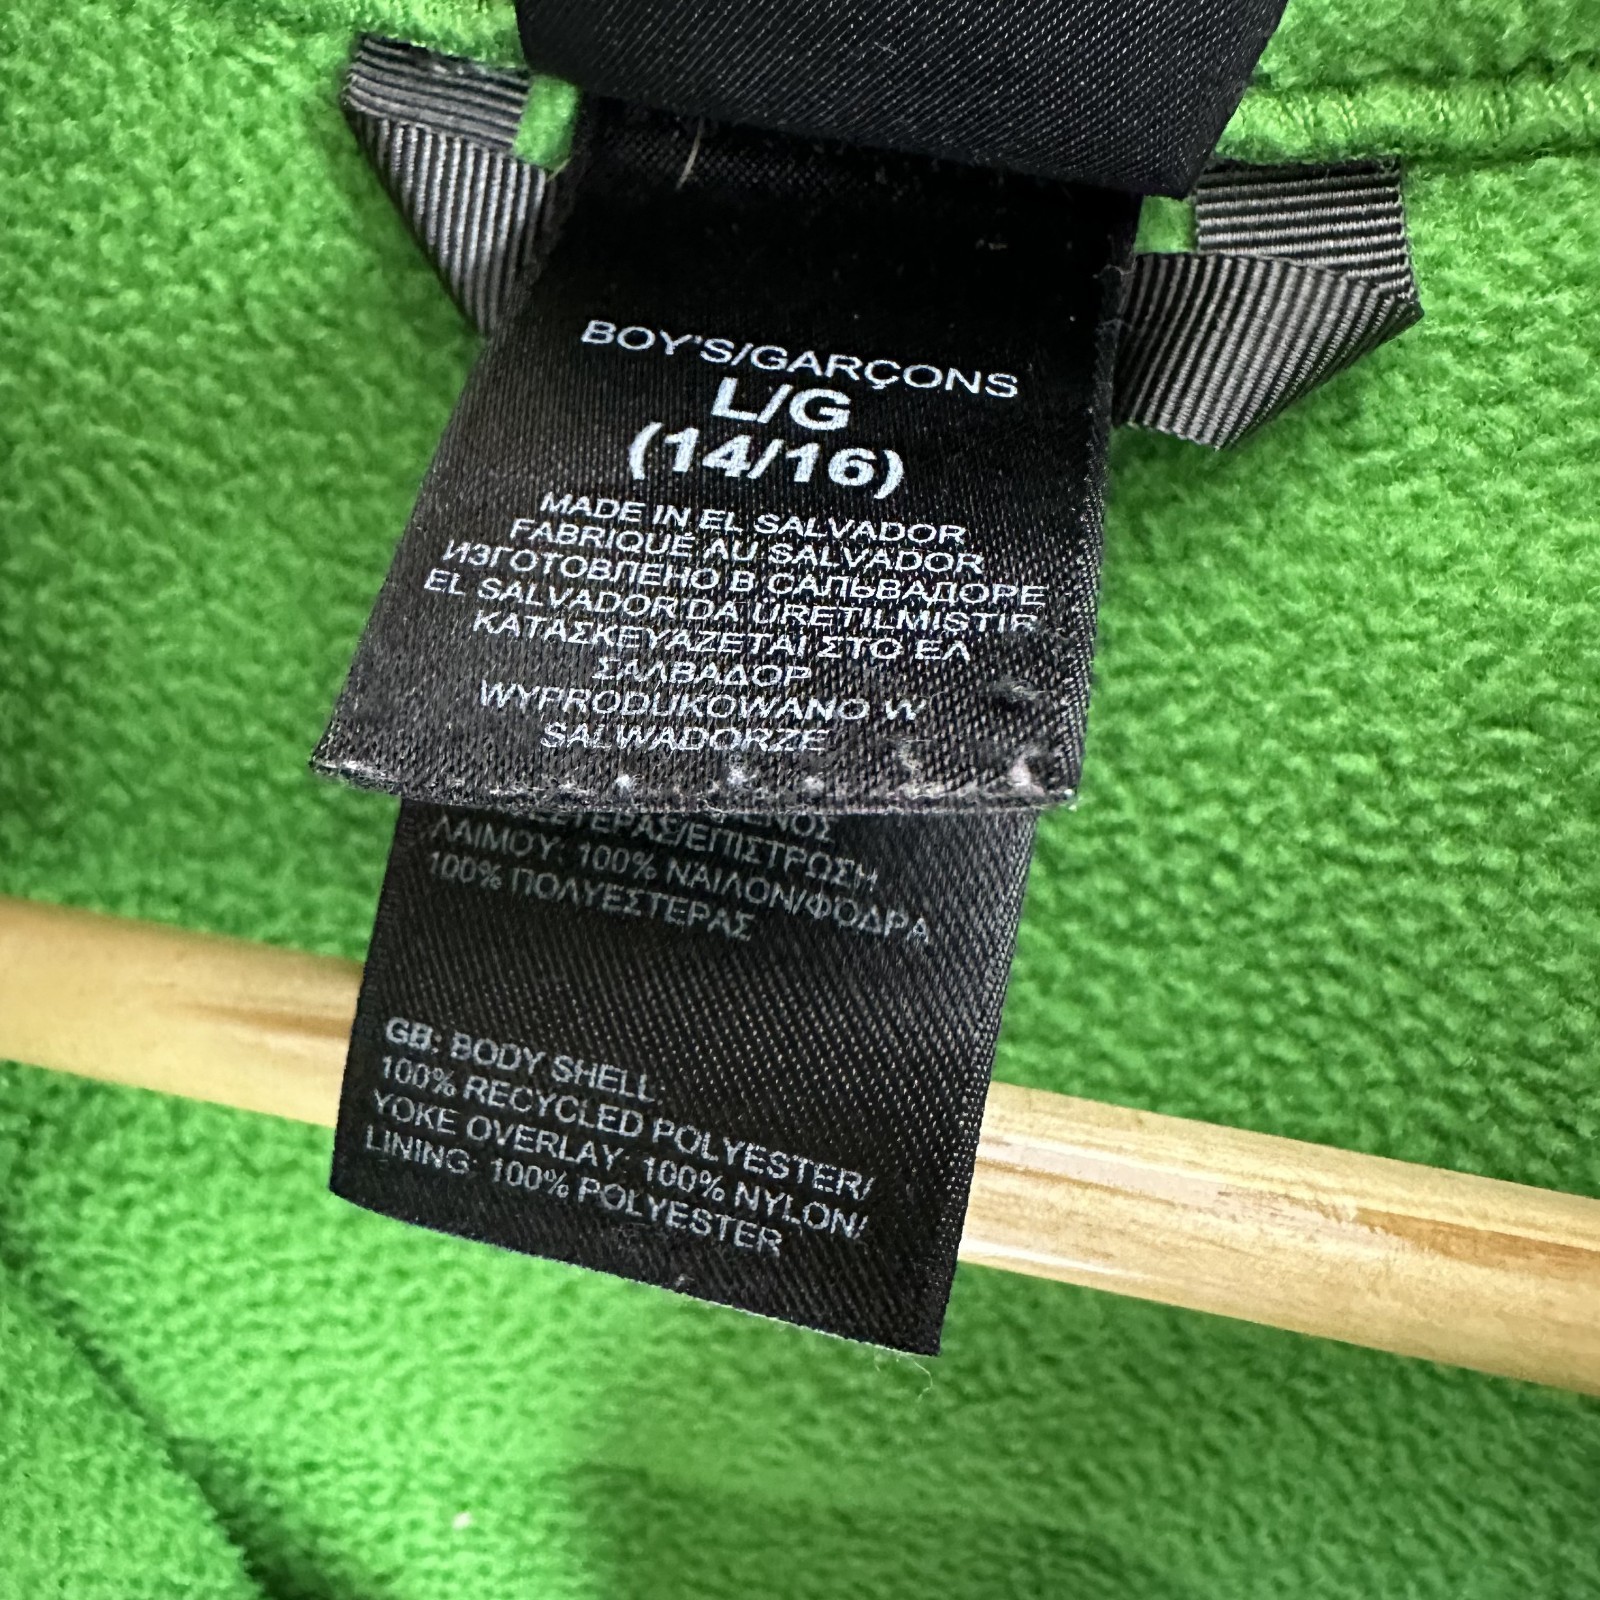 BOY'S/GARÇONS
L/G
(14/16)
MADE IN EL SALVADOR
FABRIQUÉ AU SALVADOR
ИЗГОТОВЛЕНО В САЛЬВАДОРЕ
EL SALVADOR'DA ÜRETILMISTIR
ΚΑΤΑΣΚΕΥΑΖΕΤΑΙ ΣΤΟ ΕΛ
ΣΑΛΒΑΔΟΡ
WYPRODUKOWANO W
SALWADORZE
ΛΑΙΜΟΥ: 100% ΝΑΙΛΟΝ/ΦΟΔΡΑ
100% ΠΟΛΥΕΣΤΕΡΑΣ
GB: BODY SHELL:
100% RECYCLED POLYESTER/
YOKE OVERLAY: 100% NYLON/
LINING: 100% POLYESTER